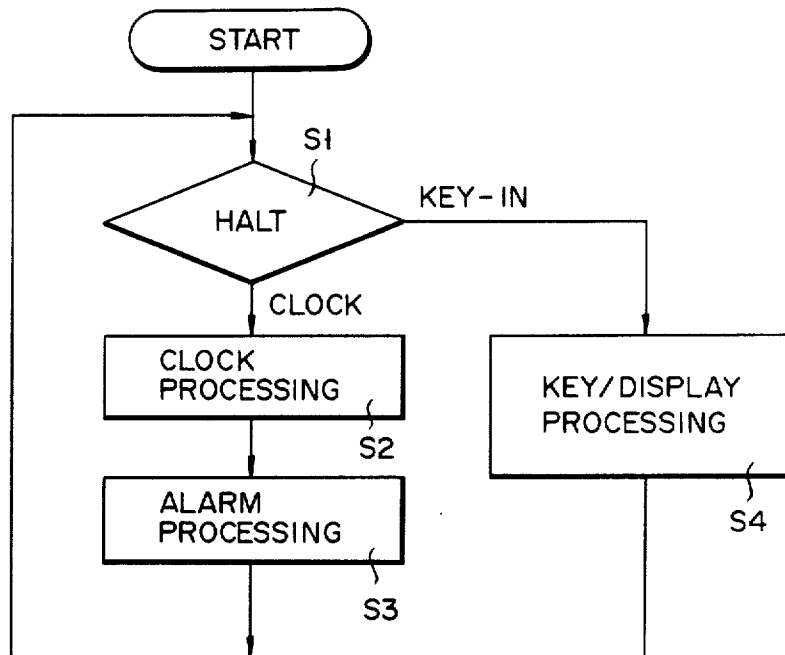 START
S1
HALT
KEY-IN
CLOCK
CLOCK
PROCESSING
S2
KEY/DISPLAY
PROCESSING
S4
ALARM
PROCESSING
S3